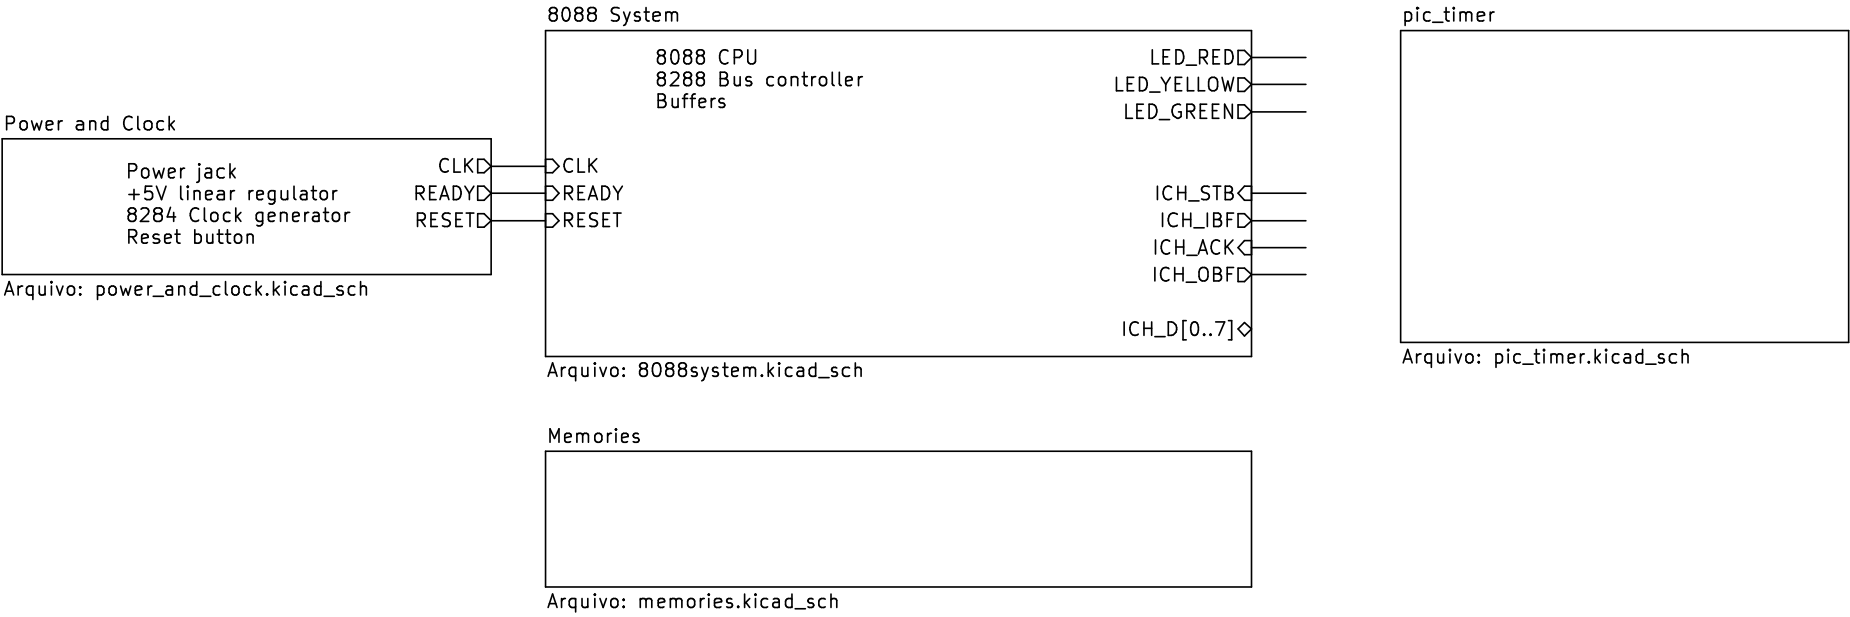 Power and Clock
Power jack
+5V linear regulator
8284 Clock generator
Reset button
CLK
READY
RESET
Arquivo: power_and_clock.kicad_sch
8088 System
8088 CPU
8288 Bus controller
Buffers
CLK
READY
RESET
LED_RED
LED_YELLOW
LED_GREEN
ICH_STB
ICH_IBF
ICH_ACK
ICH_OBF
ICH_D[0..7]
Arquivo: 8088system.kicad_sch
pic_timer
Arquivo: pic_timer.kicad_sch
Memories
Arquivo: memories.kicad_sch